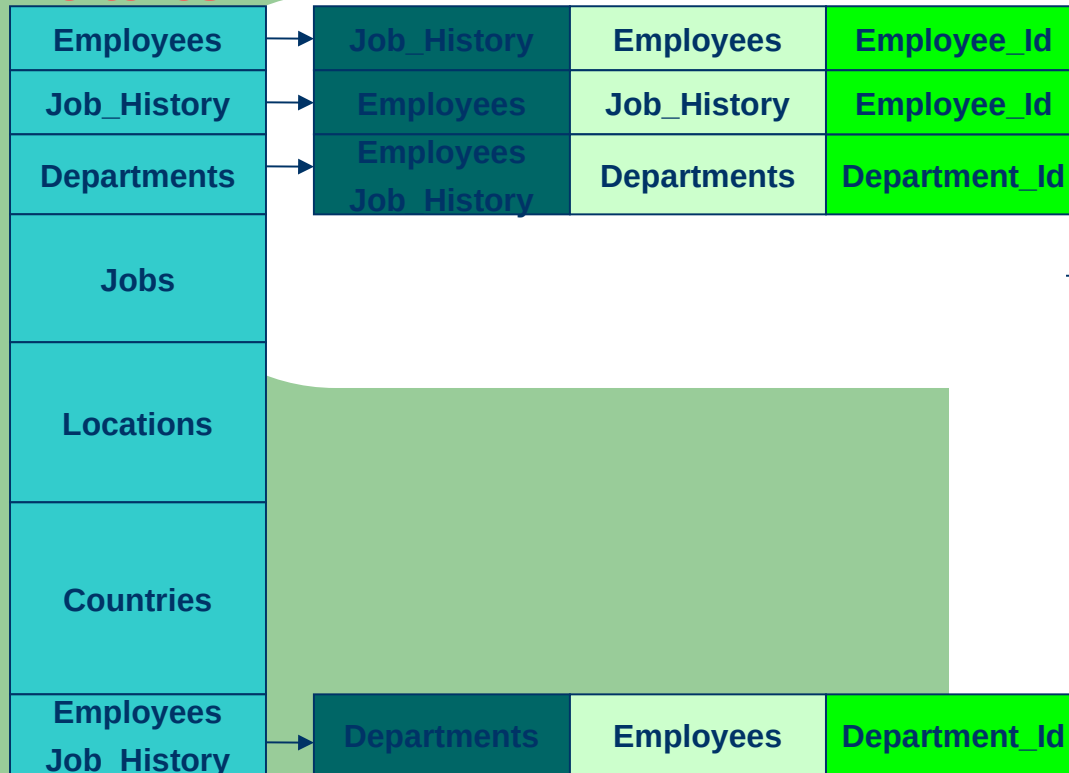 Employees Job_History Employees Employee_Id
Job_History Employees Job_History Employee_Id
Employees
Departments Departments Department_Id
Job_History
Jobs
Locations
Countries
Employees
Departments Employees Department_Id
Job_History